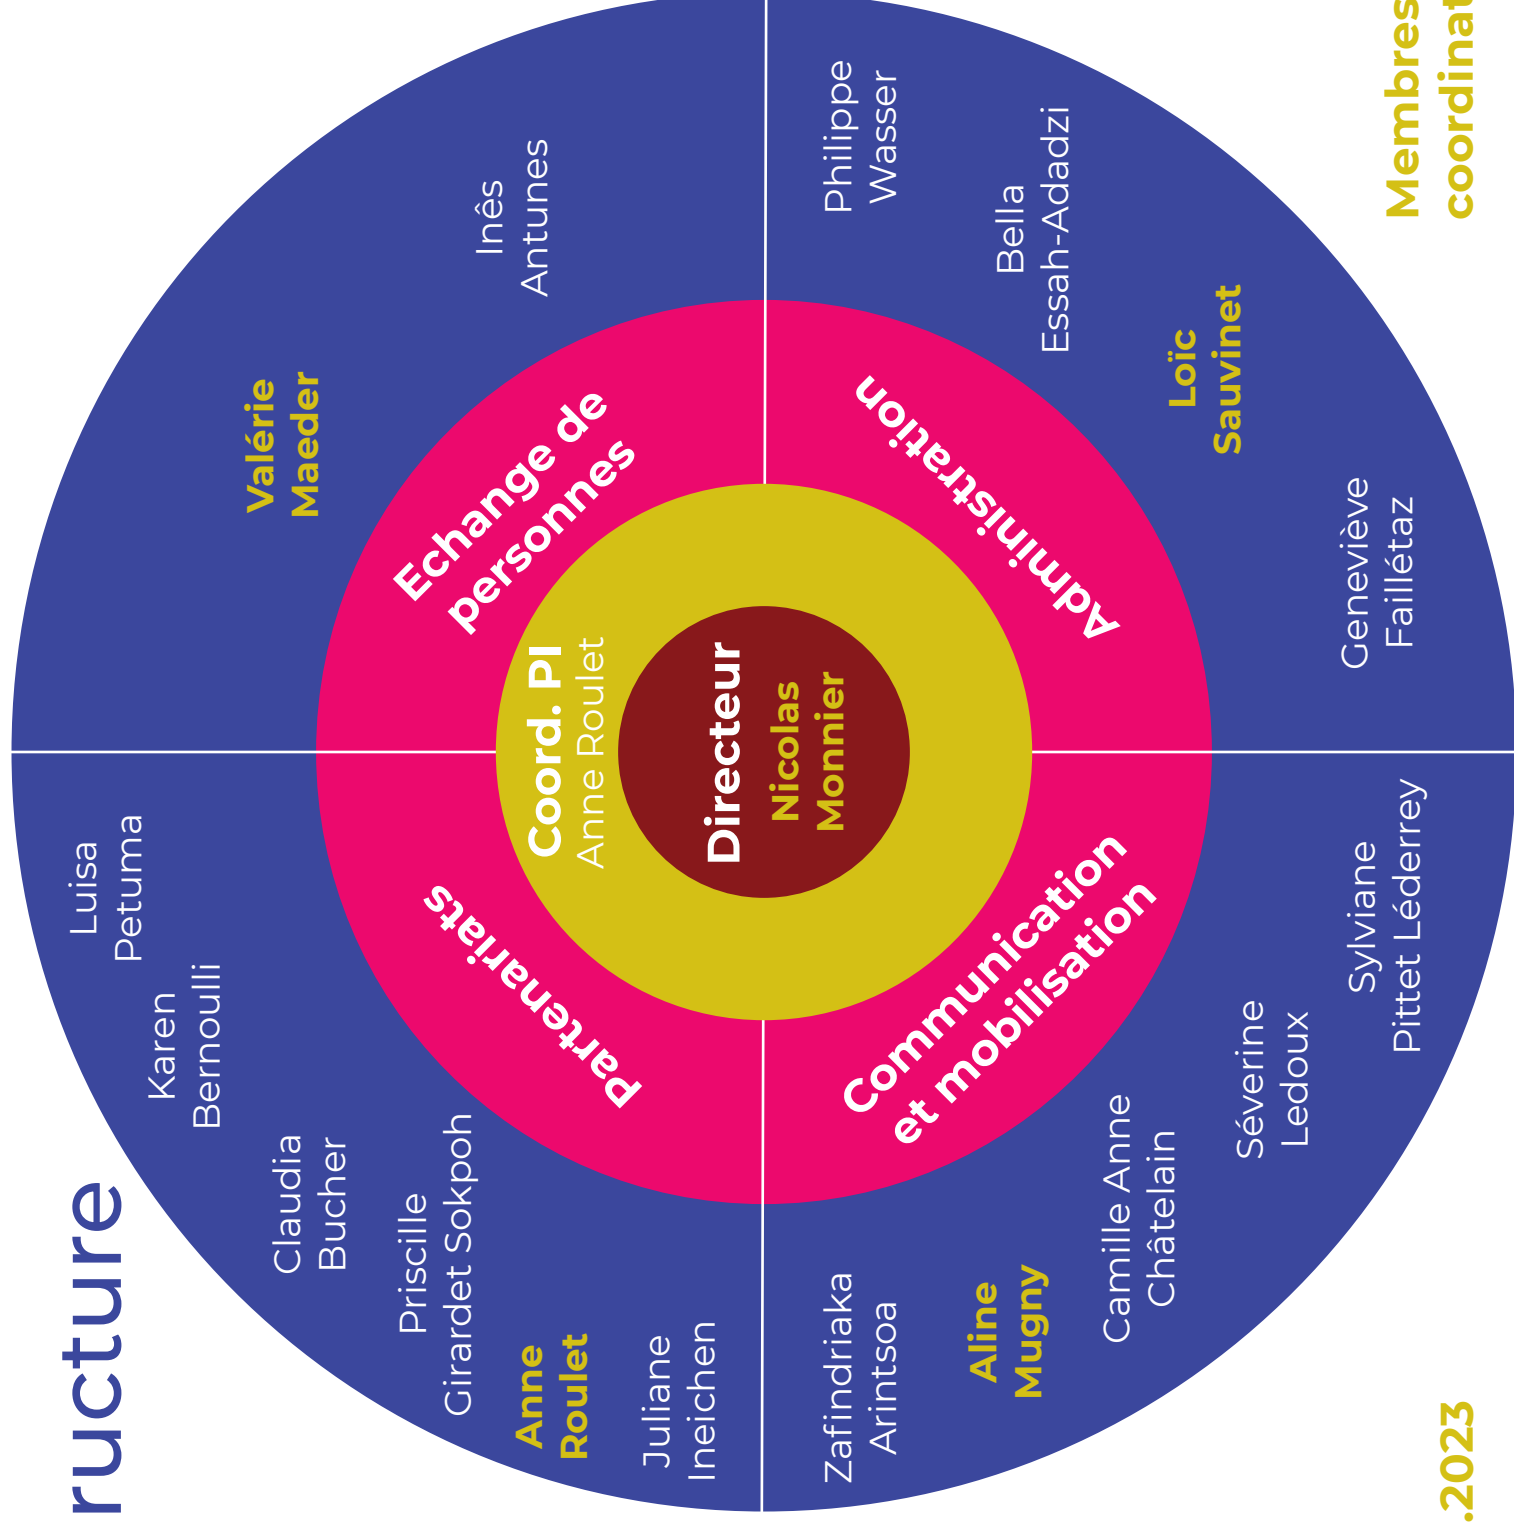 ructure
Luisa
Petuma
Karen
Bernoulli
Claudia
Bucher
Priscille
Girardet Sokpoh
Anne
Roulet
Juliane
Ineichen
Partenariats
Valérie
Maeder
Inês
Antunes
Echange de
personnes
Coord. PI
Anne Roulet
Directeur
Nicolas
Monnier
Communication
et mobilisation
Zafindriaka
Arintsoa
Aline
Mugny
Camille Anne
Châtelain
Séverine
Ledoux
Sylviane
Pittet Léderrey
Administration
Philippe
Wasser
Bella
Essah-Adadzi
Loïc
Sauvinet
Geneviève
Faillétaz
Membres
coordinat
.2023